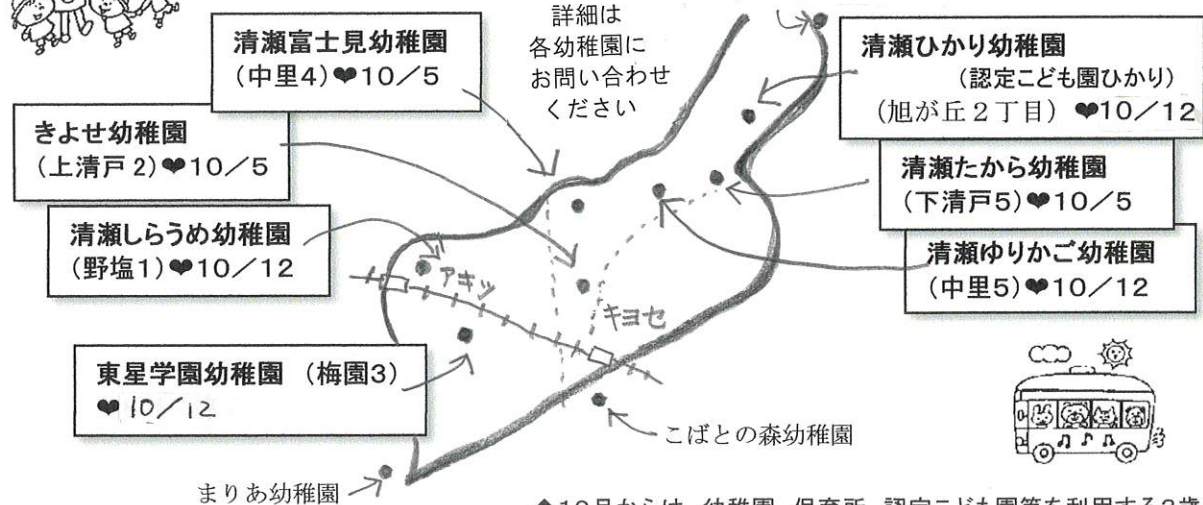 詳細は
各幼稚園に
お問い合わせ
ください
清瀬富士見幼稚園
(中里4)❤10/5
きよせ幼稚園
(上清戸2)❤10/5
清瀬しらうめ幼稚園
(野塩1)❤10/12
東星学園幼稚園 (梅園3)
❤10/12
清瀬ひかり幼稚園
(認定こども園ひかり)
(旭が丘2丁目) ❤10/12
清瀬たから幼稚園
(下清戸5)❤10/5
清瀬ゆりかご幼稚園
(中里5)❤10/12
アキツ
キヨセ
こばとの森幼稚園
まりあ幼稚園